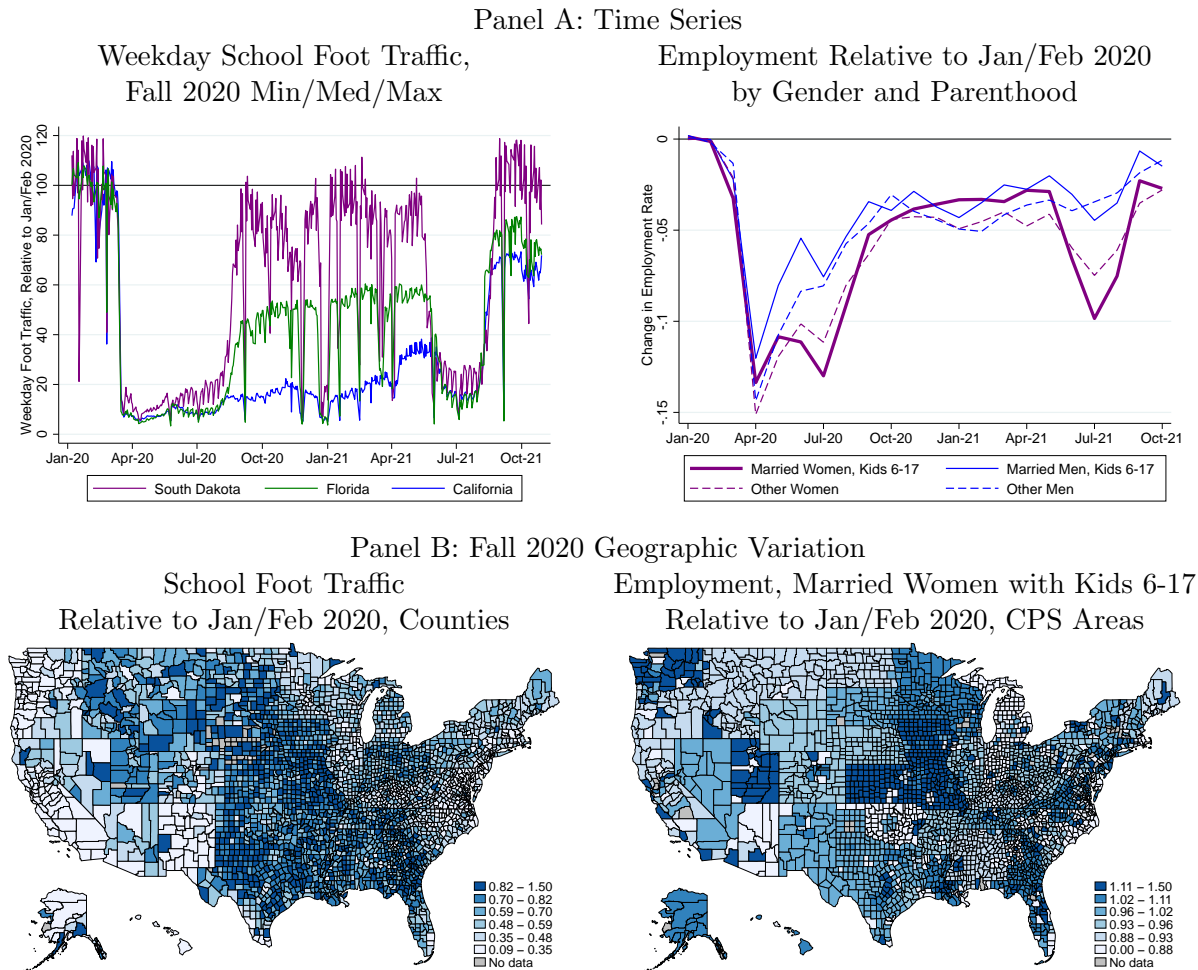 Panel A: Time Series
Weekday School Foot Traffic,
Fall 2020 Min/Med/Max
Weekday Foot Traffic, Relative to Jan/Feb 2020
120
100
80
60
40
20
0
Jan-20 Apr-20 Jul-20 Oct-20 Jan-21 Apr-21 Jul-21 Oct-21
South Dakota Florida California
Employment Relative to Jan/Feb 2020
by Gender and Parenthood
Change in Employment Rate
0
-.05
-.1
-.15
Jan-20 Apr-20 Jul-20 Oct-20 Jan-21 Apr-21 Jul-21 Oct-21
Married Women, Kids 6-17 Married Men, Kids 6-17
Other Women Other Men
Panel B: Fall 2020 Geographic Variation
School Foot Traffic
Relative to Jan/Feb 2020, Counties
0.82 – 1.50
0.70 – 0.82
0.59 – 0.70
0.48 – 0.59
0.35 – 0.48
0.09 – 0.35
No data
Employment, Married Women with Kids 6-17
Relative to Jan/Feb 2020, CPS Areas
1.11 – 1.50
1.02 – 1.11
0.96 – 1.02
0.93 – 0.96
0.88 – 0.93
0.00 – 0.88
No data